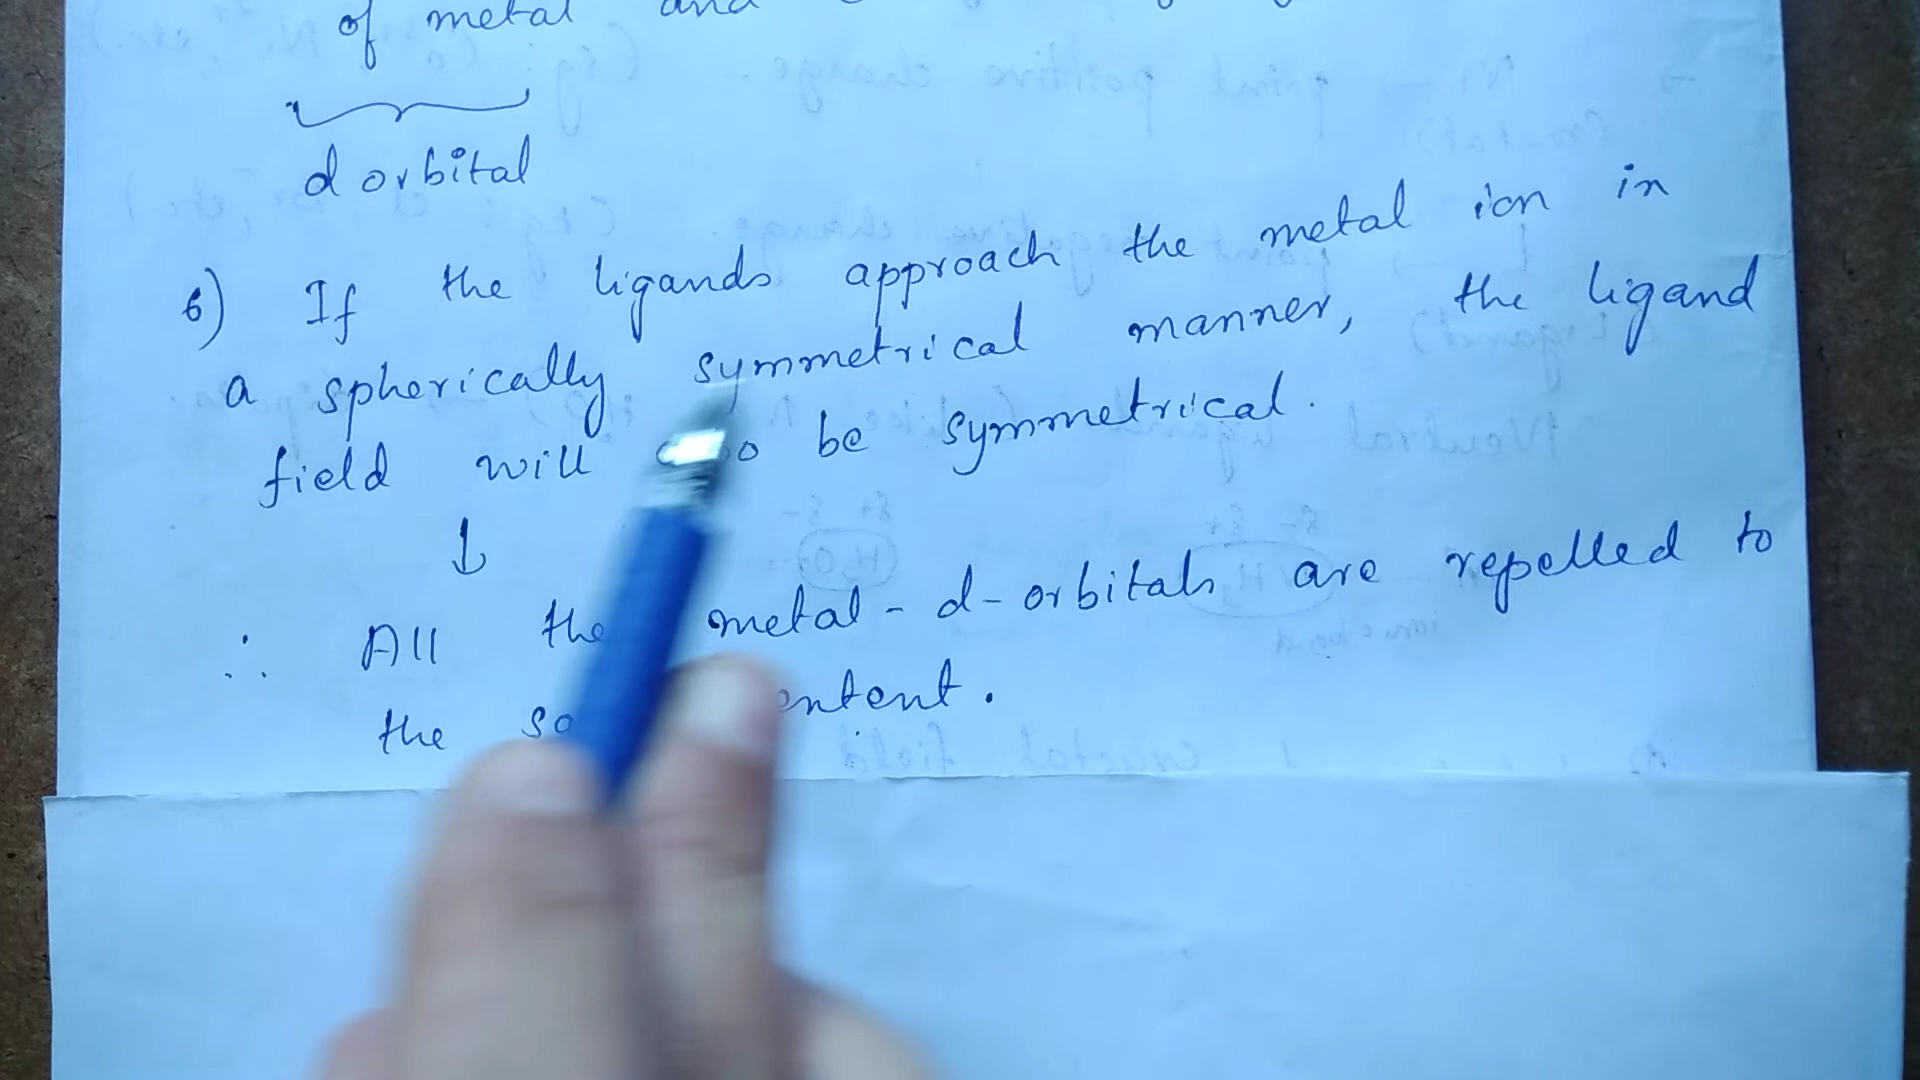 of metal and
d orbital
6) If the ligands approach the metal ion in
a spherically symmetrical manner, the ligand
field will be symmetrical.
↓
∴ All the metal-d-orbitals are repelled to
the